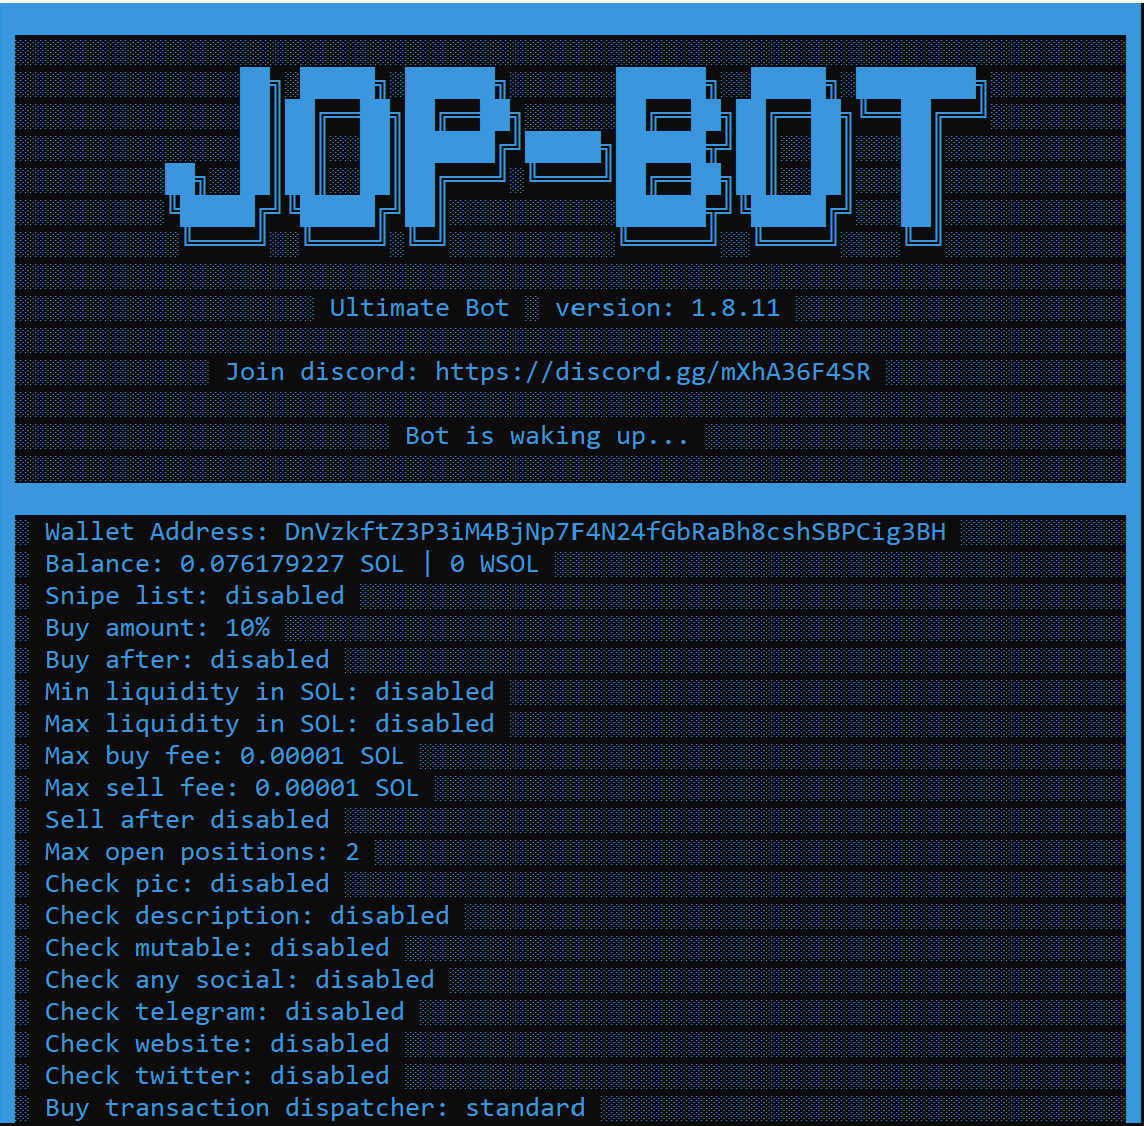 JOP-BOT
Ultimate Bot ░ version: 1.8.11
Join discord: https://discord.gg/mXhA36F4SR
Bot is waking up...
Wallet Address: DnVzkftZ3P3iM4BjNp7F4N24fGbRaBh8cshSBPCig3BH
Balance: 0.076179227 SOL | 0 WSOL
Snipe list: disabled
Buy amount: 10%
Buy after: disabled
Min liquidity in SOL: disabled
Max liquidity in SOL: disabled
Max buy fee: 0.00001 SOL
Max sell fee: 0.00001 SOL
Sell after disabled
Max open positions: 2
Check pic: disabled
Check description: disabled
Check mutable: disabled
Check any social: disabled
Check telegram: disabled
Check website: disabled
Check twitter: disabled
Buy transaction dispatcher: standard